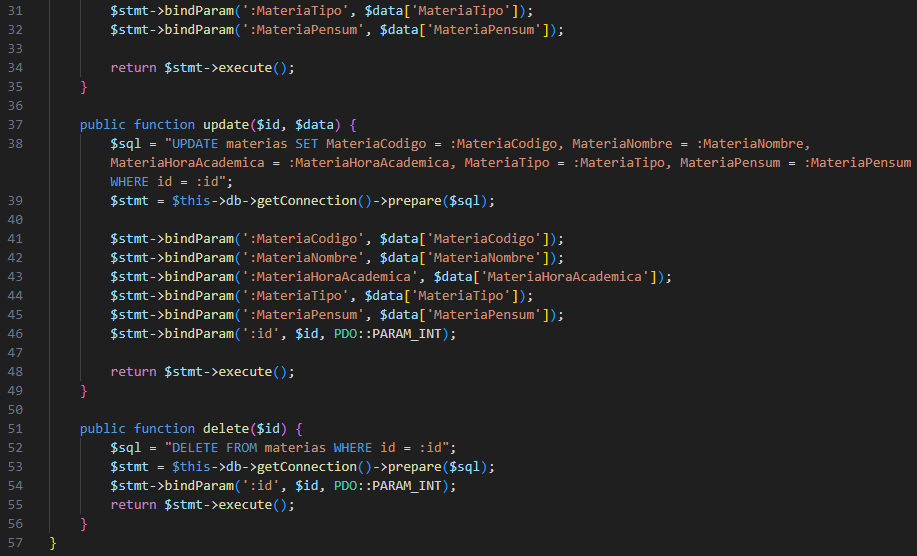 31 $stmt->bindParam(':MateriaTipo', $data['MateriaTipo']);
32 $stmt->bindParam(':MateriaPensum', $data['MateriaPensum']);
33
34 return $stmt->execute();
35 }
36
37 public function update($id, $data) {
38 $sql = "UPDATE materias SET MateriaCodigo = :MateriaCodigo, MateriaNombre = :MateriaNombre,
MateriaHoraAcademica = :MateriaHoraAcademica, MateriaTipo = :MateriaTipo, MateriaPensum = :MateriaPensum
WHERE id = :id";
39 $stmt = $this->db->getConnection()->prepare($sql);
40
41 $stmt->bindParam(':MateriaCodigo', $data['MateriaCodigo']);
42 $stmt->bindParam(':MateriaNombre', $data['MateriaNombre']);
43 $stmt->bindParam(':MateriaHoraAcademica', $data['MateriaHoraAcademica']);
44 $stmt->bindParam(':MateriaTipo', $data['MateriaTipo']);
45 $stmt->bindParam(':MateriaPensum', $data['MateriaPensum']);
46 $stmt->bindParam(':id', $id, PDO::PARAM_INT);
47
48 return $stmt->execute();
49 }
50
51 public function delete($id) {
52 $sql = "DELETE FROM materias WHERE id = :id";
53 $stmt = $this->db->getConnection()->prepare($sql);
54 $stmt->bindParam(':id', $id, PDO::PARAM_INT);
55 return $stmt->execute();
56 }
57 }